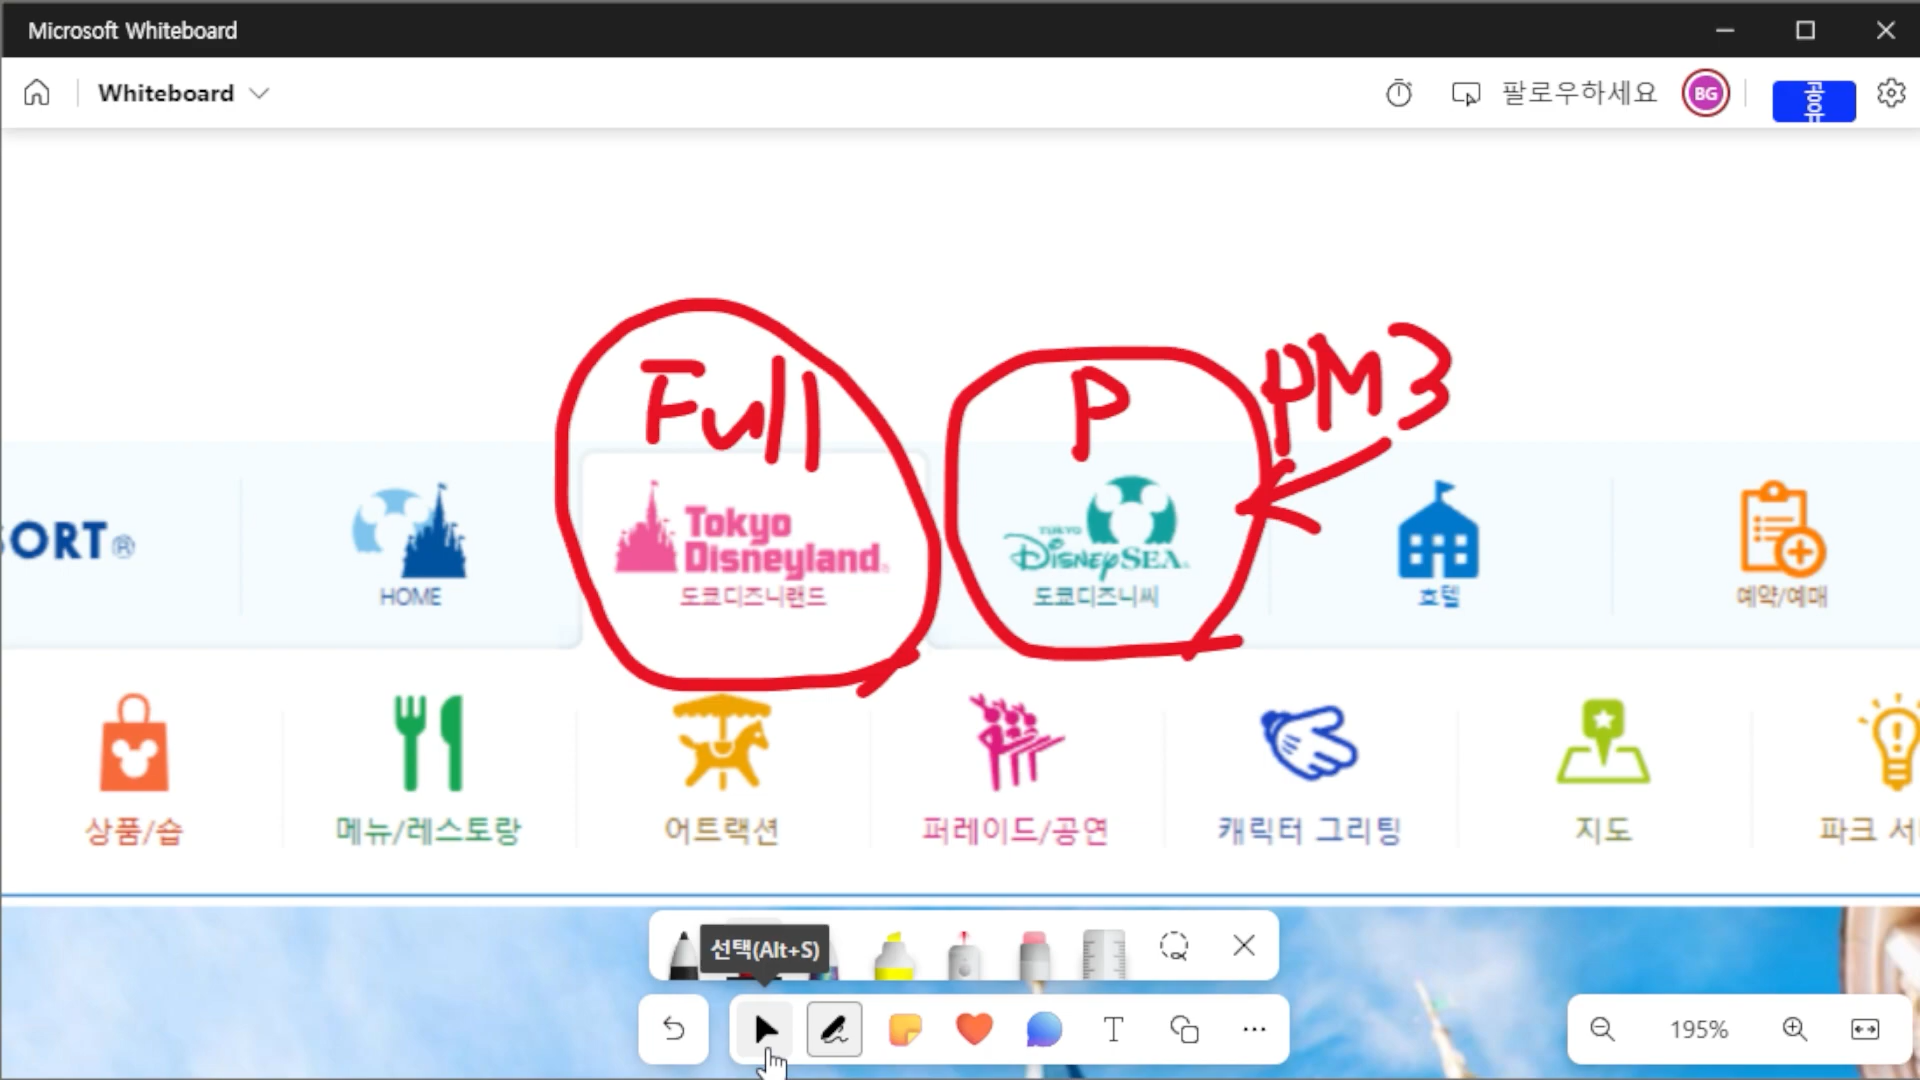 Microsoft Whiteboard
Whiteboard
팔로우하세요
BG
공유
Full
P
PM3
SORT®
HOME
Tokyo
Disneyland®
도쿄디즈니랜드
TOKYO
DISNEYSEA®
도쿄디즈니씨
호텔
예약/예매
상품/숍
메뉴/레스토랑
어트랙션
퍼레이드/공연
캐릭터 그리팅
지도
파크
선택(Alt+S)
195%